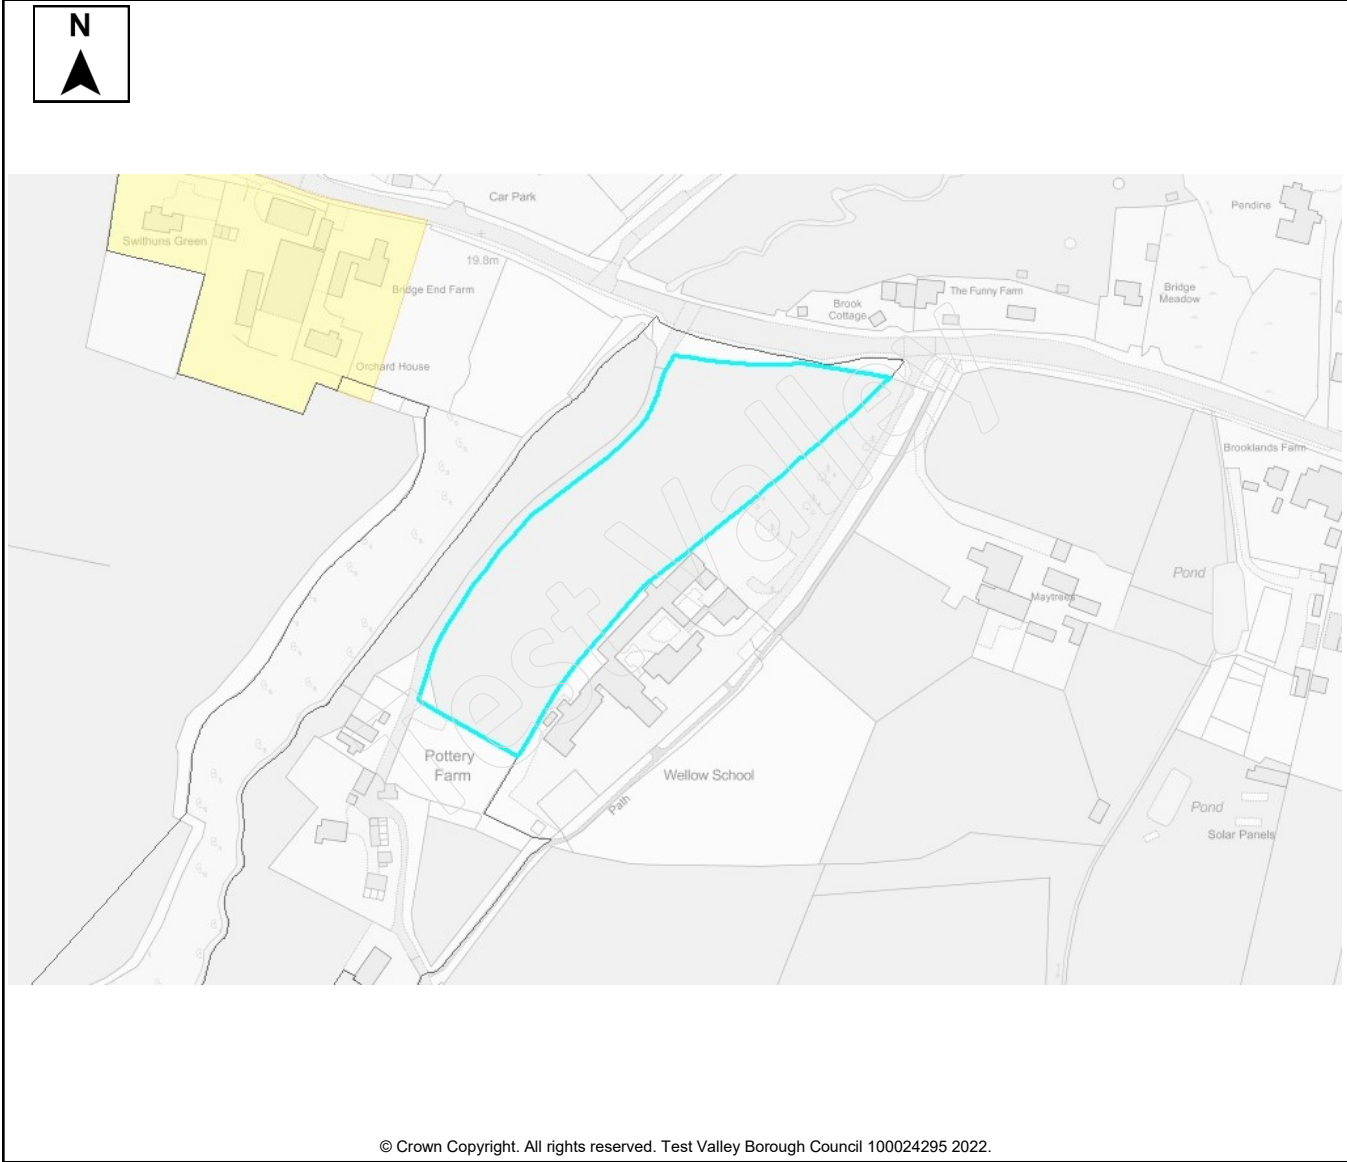 N
Car Park
Swithuns Green
19.8m
Bridge End Farm
Orchard House
Pendine
The Funny Farm
Brook
Cottage
Bridge
Meadow
Brooklands Farm
Pond
Maytrees
Pottery
Farm
Wellow School
Path
Pond
Solar Panels
Test Valley
© Crown Copyright. All rights reserved. Test Valley Borough Council 100024295 2022.